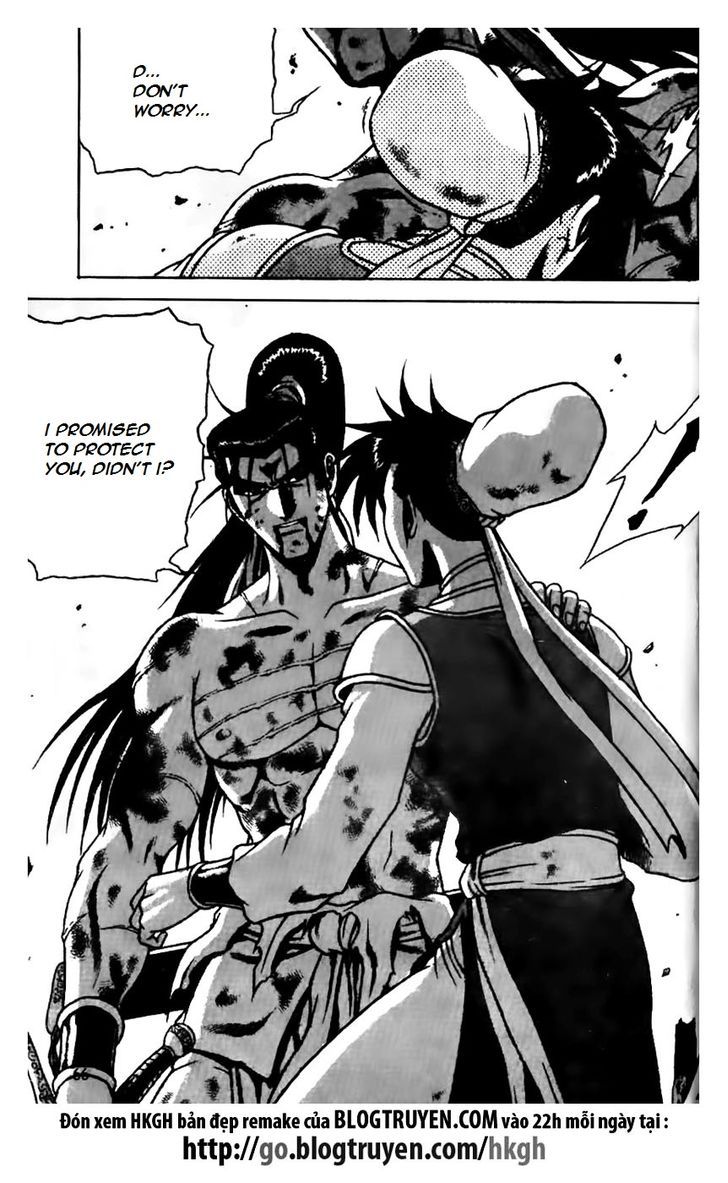 D...
DON'T
WORRY...
I PROMISED
TO PROTECT
YOU, DIDN'T I?
66
Đón xem HKGH bản đẹp remake của BLOGTRUYEN.COM vào 22h mỗi ngày tại :
http://go.blogtruyen.com/hkgh